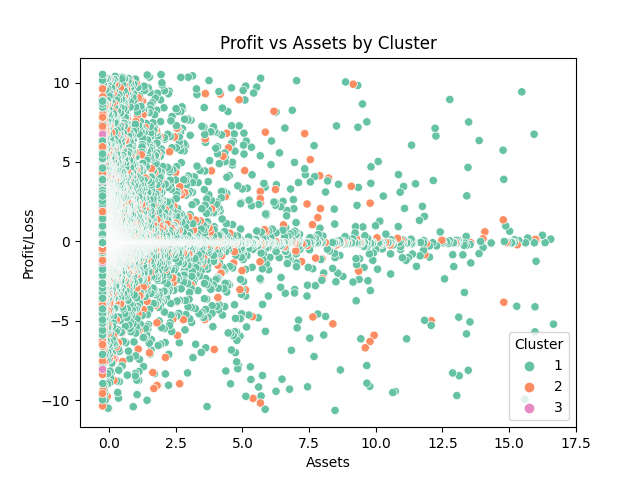 Profit vs Assets by Cluster
10
5
0
−5
−10
Profit/Loss
0.0 2.5 5.0 7.5 10.0 12.5 15.0 17.5
Assets
Cluster
1
2
3